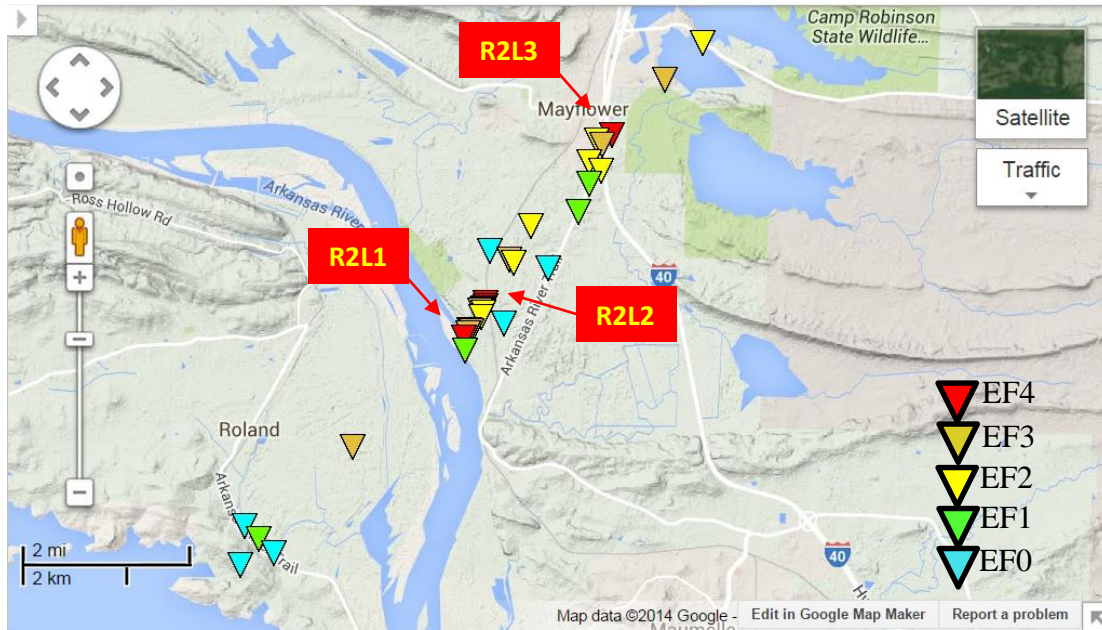 Camp Robinson
State Wildlife...
R2L3
Mayflower
Satellite
Traffic
Arkansas River
Ross Hollow Rd
R2L1
40
R2L2
Arkansas River Trail
EF4
EF3
EF2
EF1
EF0
Roland
Trail
2 mi
2 km
40
Map data ©2014 Google -
Edit in Google Map Maker
Report a problem